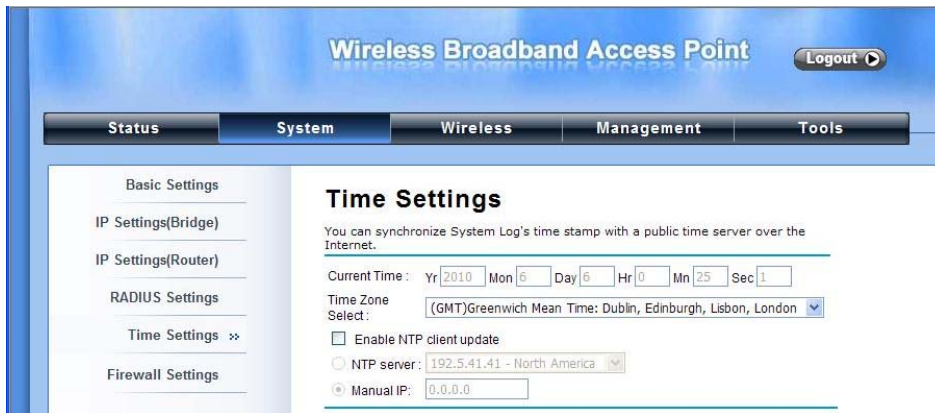 Wireless Broadband Access Point
Logout
Status System Wireless Management Tools
Basic Settings
IP Settings(Bridge)
IP Settings(Router)
RADIUS Settings
Time Settings »
Firewall Settings
Time Settings
You can synchronize System Log's time stamp with a public time server over the
Internet.
Current Time : Yr 2010 Mon 6 Day 6 Hr 0 Mn 25 Sec 1
Time Zone
Select : (GMT)Greenwich Mean Time: Dublin, Edinburgh, Lisbon, London
Enable NTP client update
NTP server : 192.5.41.41 - North America
Manual IP: 0.0.0.0